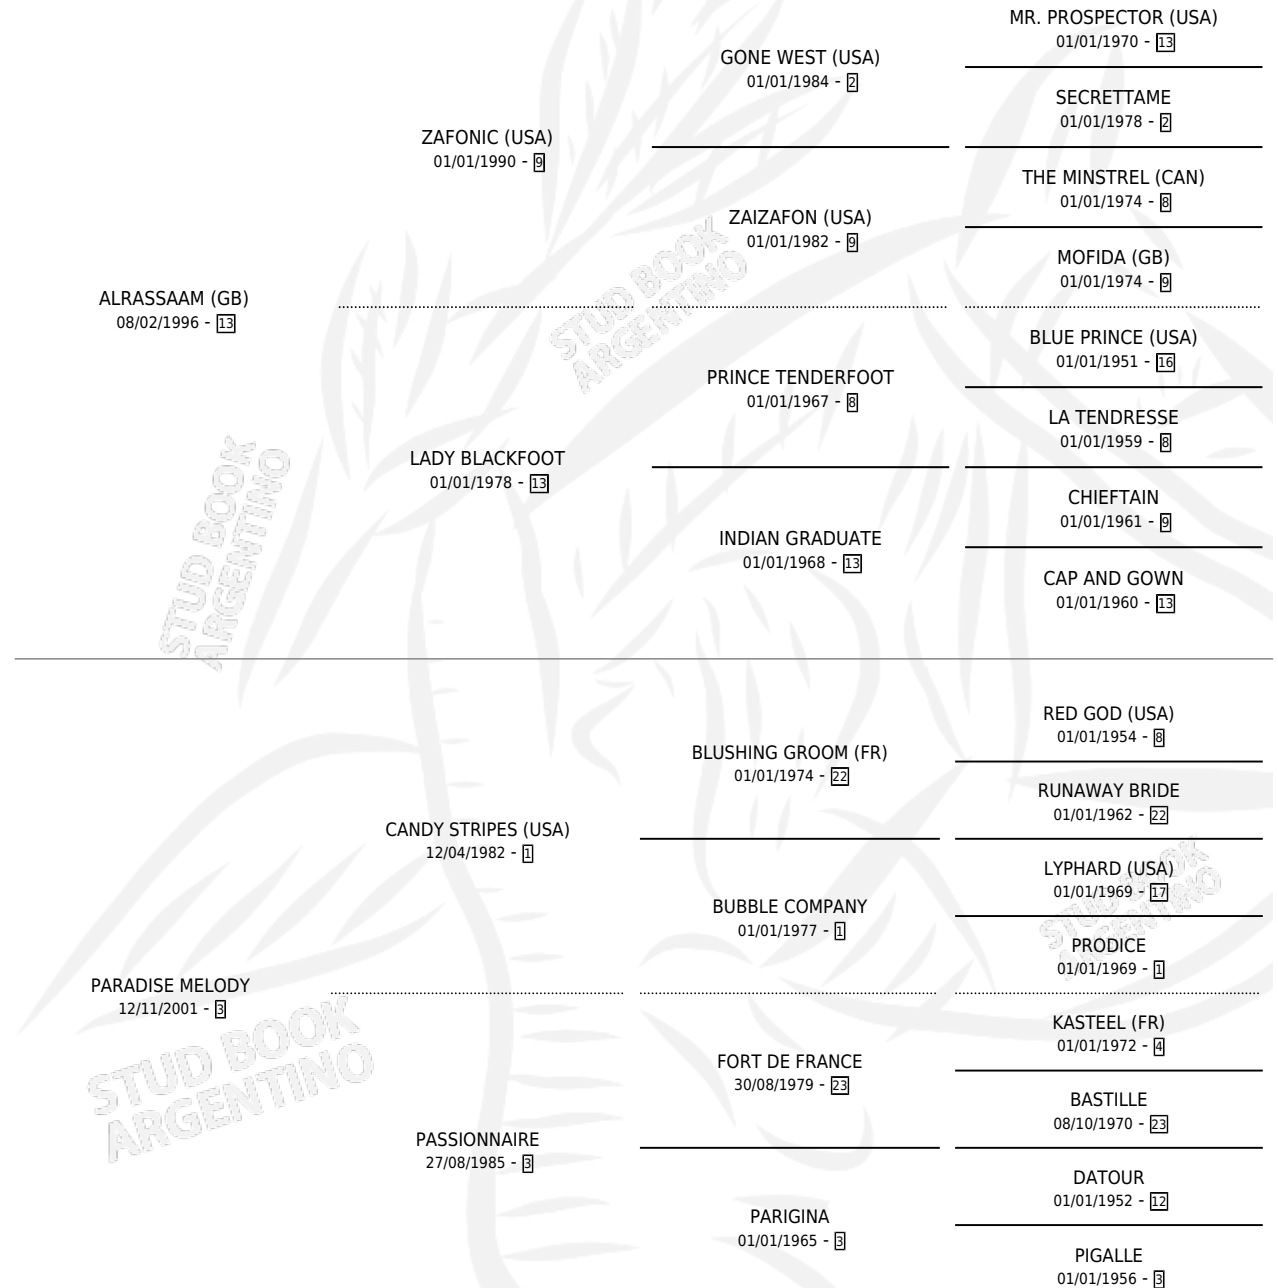 MR. PROSPECTOR (USA)
01/01/1970 - 13
GONE WEST (USA)
01/01/1984 - 2
SECRETTAME
01/01/1978 - 2
ZAFONIC (USA)
01/01/1990 - 9
THE MINSTREL (CAN)
01/01/1974 - 8
ZAIZAFON (USA)
01/01/1982 - 9
MOFIDA (GB)
01/01/1974 - 9
ALRASSAAM (GB)
08/02/1996 - 13
BLUE PRINCE (USA)
01/01/1951 - 16
PRINCE TENDERFOOT
01/01/1967 - 8
LA TENDRESSE
01/01/1959 - 8
LADY BLACKFOOT
01/01/1978 - 13
CHIEFTAIN
01/01/1961 - 9
INDIAN GRADUATE
01/01/1968 - 13
CAP AND GOWN
01/01/1960 - 13
RED GOD (USA)
01/01/1954 - 8
BLUSHING GROOM (FR)
01/01/1974 - 22
RUNAWAY BRIDE
01/01/1962 - 22
CANDY STRIPES (USA)
12/04/1982 - 1
LYPHARD (USA)
01/01/1969 - 17
BUBBLE COMPANY
01/01/1977 - 1
PRODICE
01/01/1969 - 1
PARADISE MELODY
12/11/2001 - 3
KASTEEL (FR)
01/01/1972 - 4
FORT DE FRANCE
30/08/1979 - 23
BASTILLE
08/10/1970 - 23
PASSIONNAIRE
27/08/1985 - 3
DATOUR
01/01/1952 - 12
PARIGINA
01/01/1965 - 3
PIGALLE
01/01/1956 - 3
STUD BOOK
ARGENTINO
STUD BOOK
ARGENTINO
STUD BOOK
ARGENTINO
STUD BOOK
ARGENTINO